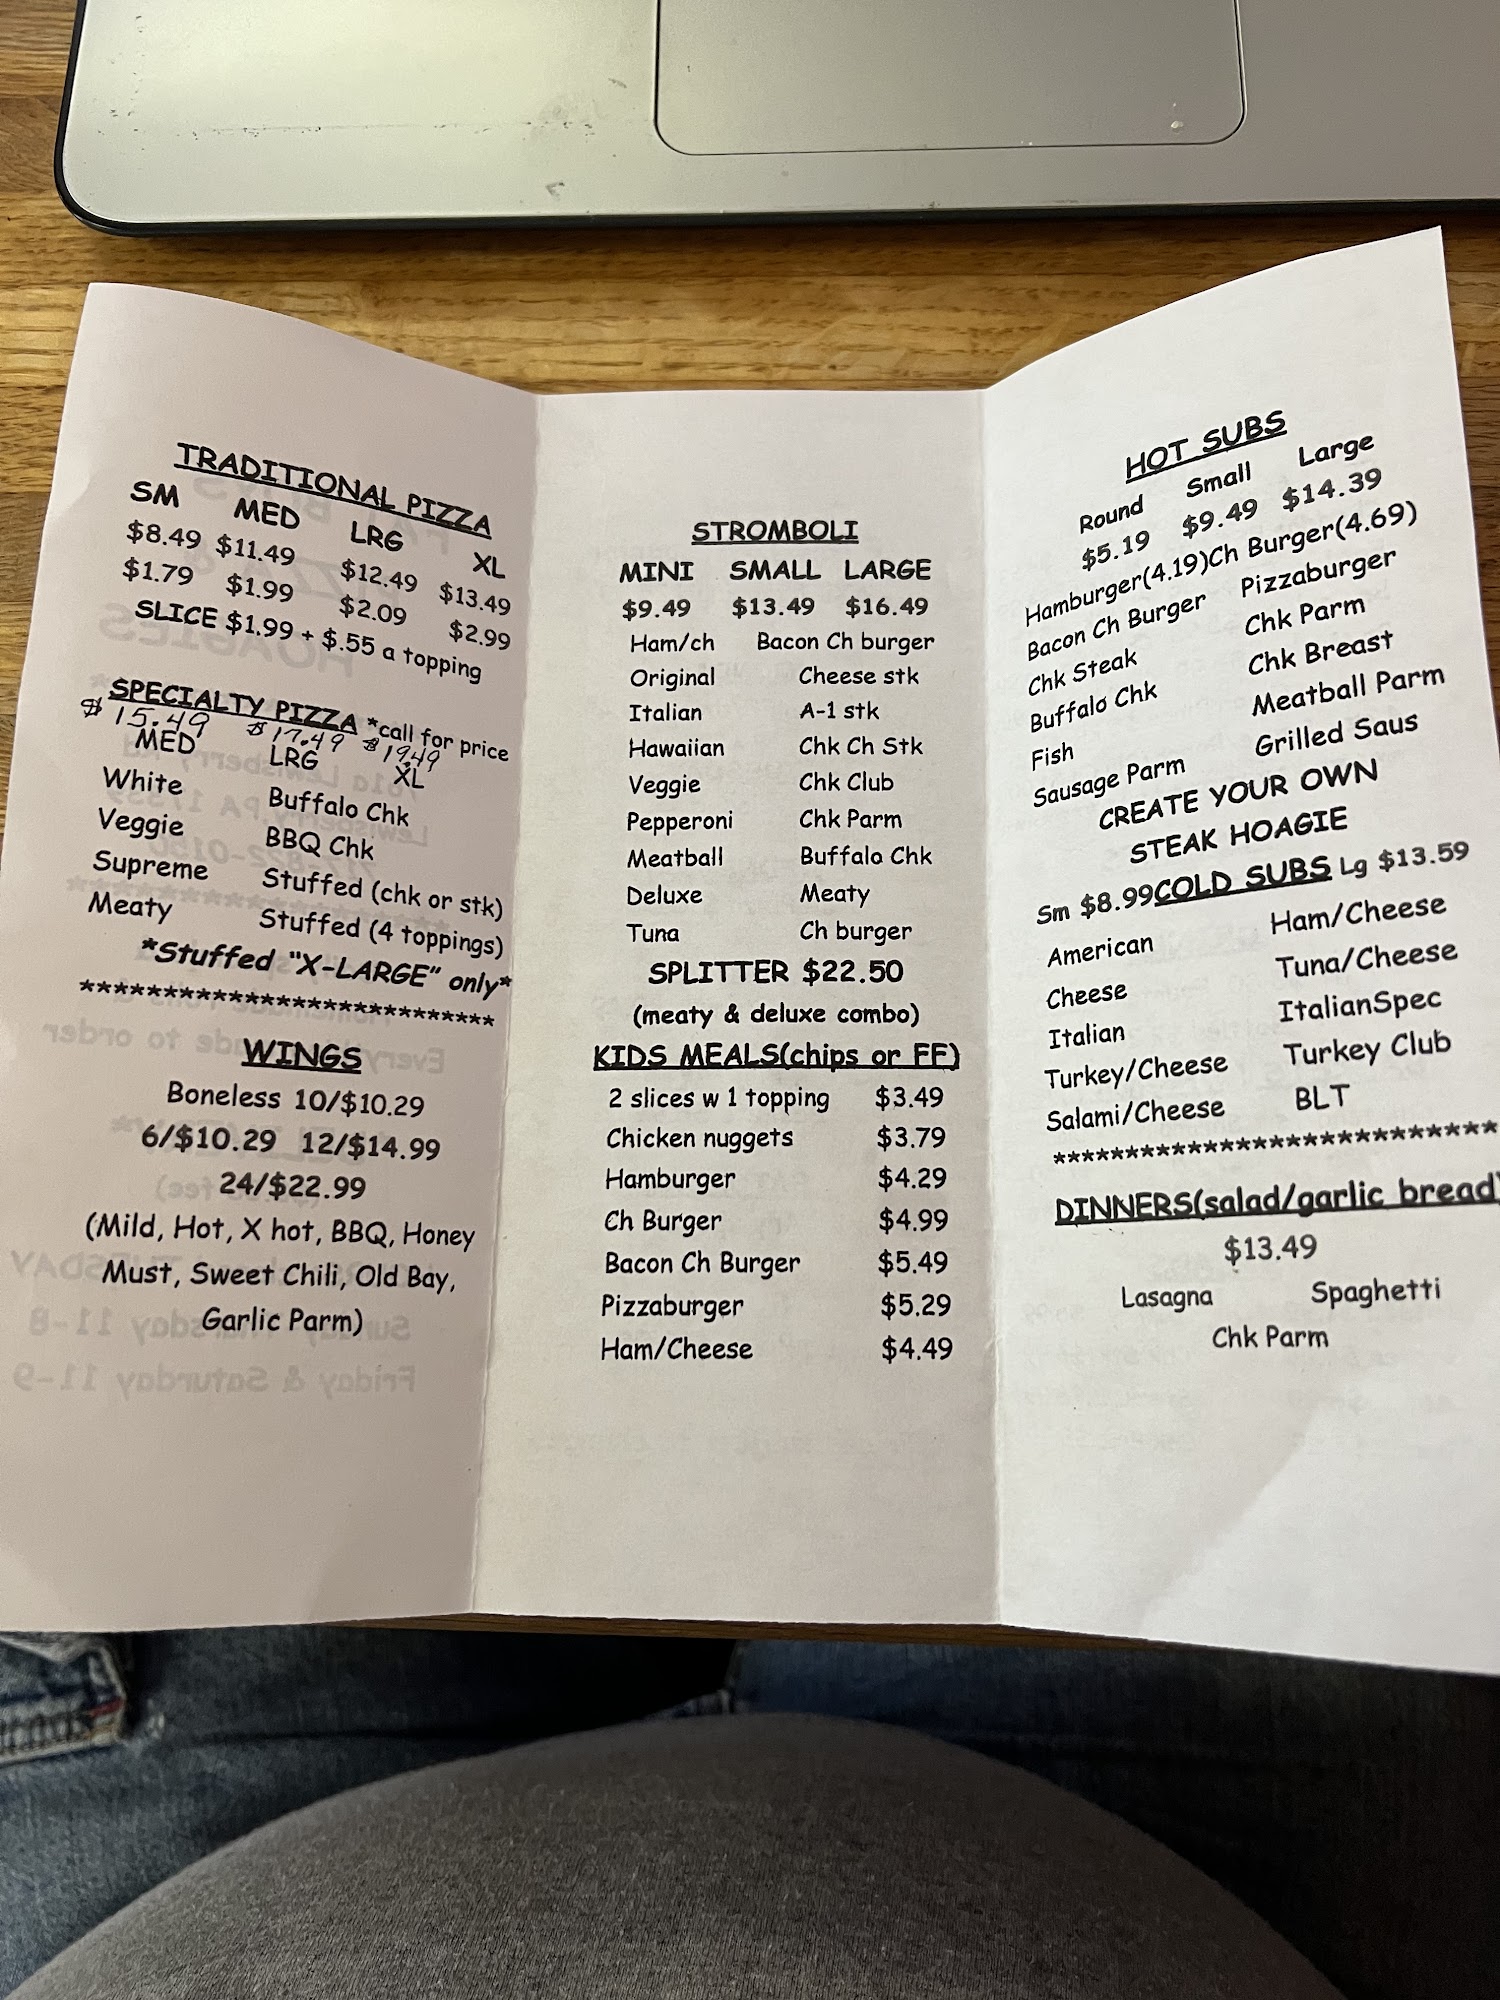 TRADITIONAL PIZZA
SM MED LRG XL
$8.49 $11.49 $12.49 $13.49
$1.79 $1.99 $2.09 $2.99
SLICE $1.99 + $.55 a topping
SPECIALTY PIZZA *call for price
$15.49 $17.49 $19.49
MED LRG XL
White Buffalo Chk
Veggie BBQ Chk
Supreme Stuffed (chk or stk)
Meaty Stuffed (4 toppings)
*Stuffed "X-LARGE" only*
**************************
WINGS
Boneless 10/$10.29
6/$10.29 12/$14.99
24/$22.99
(Mild, Hot, X hot, BBQ, Honey
Must, Sweet Chili, Old Bay,
Garlic Parm)
STROMBOLI
MINI SMALL LARGE
$9.49 $13.49 $16.49
Ham/ch Bacon Ch burger
Original Cheese stk
Italian A-1 stk
Hawaiian Chk Ch Stk
Veggie Chk Club
Pepperoni Chk Parm
Meatball Buffalo Chk
Deluxe Meaty
Tuna Ch burger
SPLITTER $22.50
(meaty & deluxe combo)
KIDS MEALS(chips or FF)
2 slices w 1 topping $3.49
Chicken nuggets $3.79
Hamburger $4.29
Ch Burger $4.99
Bacon Ch Burger $5.49
Pizzaburger $5.29
Ham/Cheese $4.49
HOT SUBS
Round Small Large
$5.19 $9.49 $14.39
Hamburger(4.19)Ch Burger(4.69)
Bacon Ch Burger Pizzaburger
Chk Steak Chk Parm
Buffalo Chk Chk Breast
Fish Meatball Parm
Sausage Parm Grilled Saus
CREATE YOUR OWN
STEAK HOAGIE
Sm $8.99COLD SUBS Lg $13.59
American Ham/Cheese
Cheese Tuna/Cheese
Italian ItalianSpec
Turkey/Cheese Turkey Club
Salami/Cheese BLT
****************************
DINNERS(salad/garlic bread)
$13.49
Lasagna Spaghetti
Chk Parm